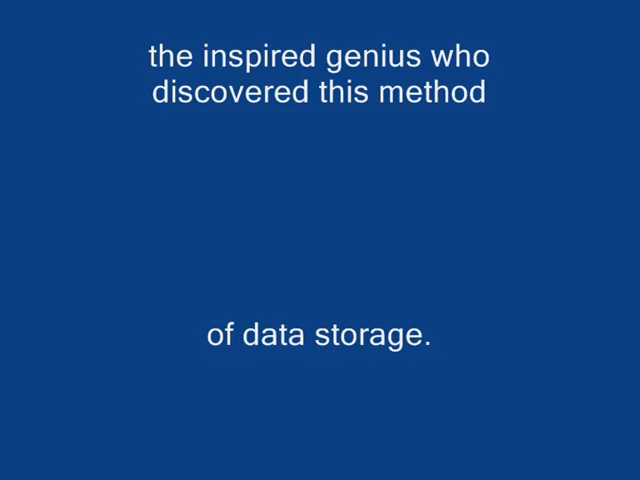 the inspired genius who
discovered this method
of data storage.